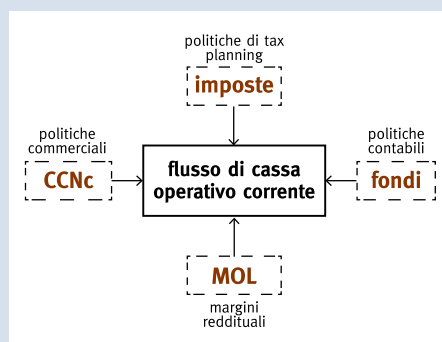 politiche di tax
planning
imposte
politiche
commerciali
CCNc
flusso di cassa
operativo corrente
politiche
contabili
fondi
MOL
margini
reddituali